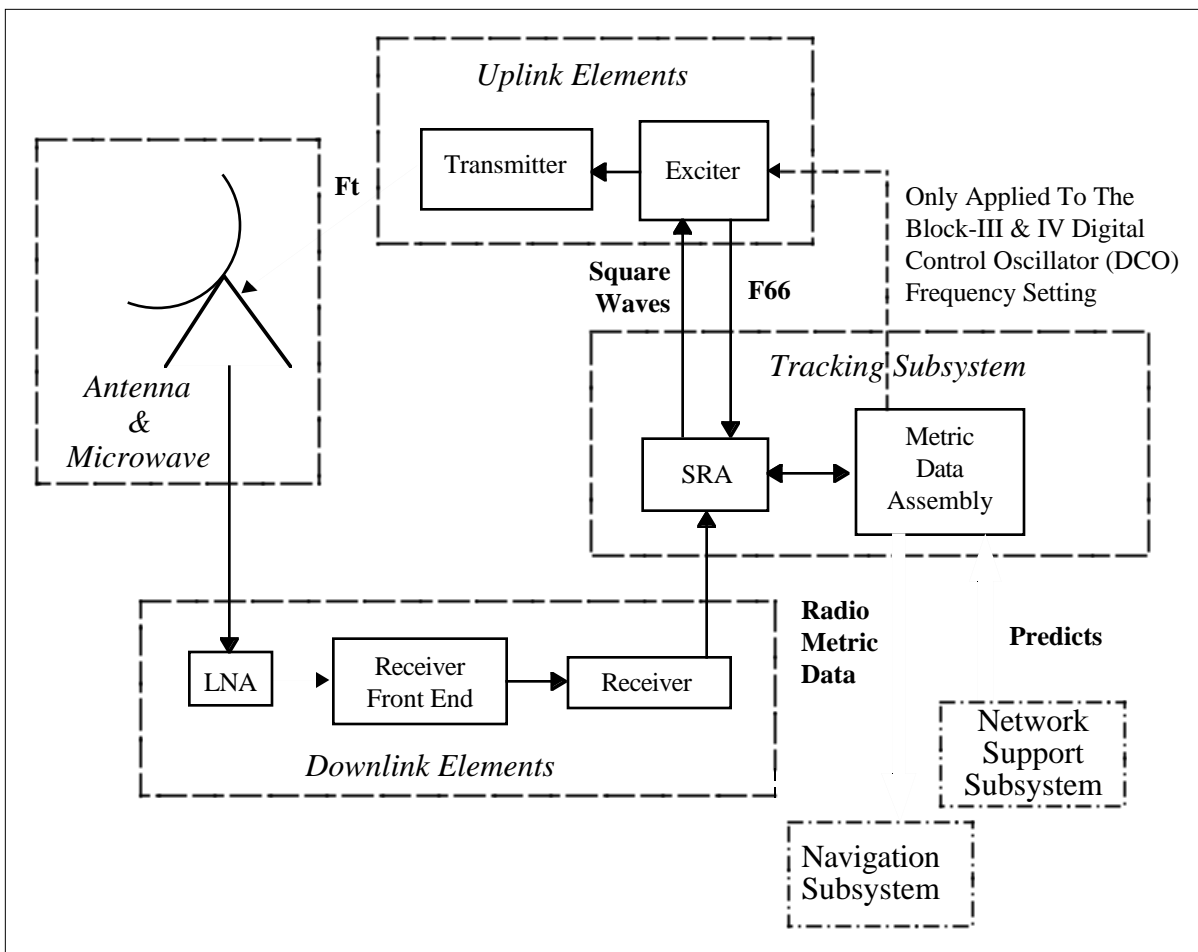 Uplink Elements
Transmitter
Exciter
Ft
Only Applied To The
Block-III & IV Digital
Control Oscillator (DCO)
Frequency Setting
Square
Waves
F66
Tracking Subsystem
Antenna
&
Microwave
SRA
Metric
Data
Assembly
Radio
Metric
Data
Predicts
LNA
Receiver
Front End
Receiver
Downlink Elements
Network
Support
Subsystem
Navigation
Subsystem